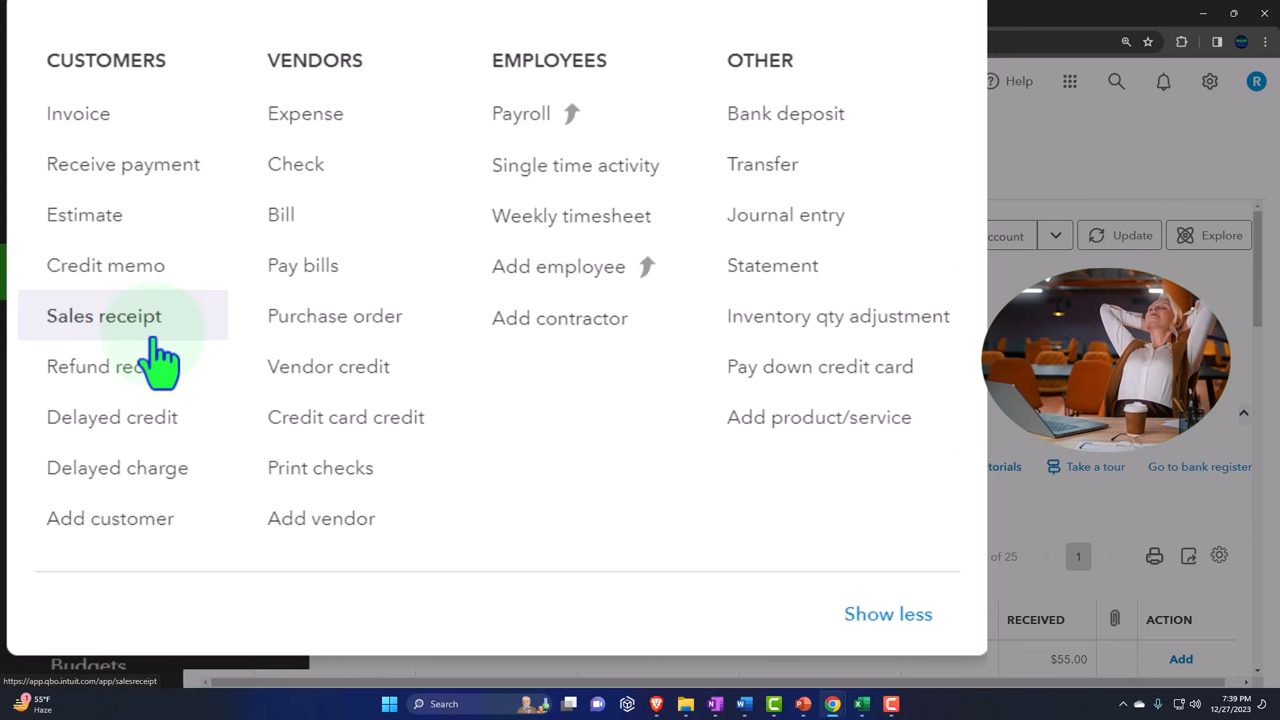 CUSTOMERS
Invoice
Receive payment
Estimate
Credit memo
Sales receipt
Refund
Delayed credit
Delayed charge
Add customer
VENDORS
Expense
Check
Bill
Pay bills
Purchase order
Vendor credit
Credit card credit
Print checks
Add vendor
EMPLOYEES
Payroll
Single time activity
Weekly timesheet
Add employee
Add contractor
OTHER
Bank deposit
Transfer
Journal entry
Statement
Inventory qty adjustment
Pay down credit card
Add product/service
Show less
Help
R
Update
Explore
Take a tour
Go to bank register
of 25
1
RECEIVED
ACTION
$55.00
Add
Budgets
https://app.qbo.intuit.com/app/salesreceipt
55°F
Haze
Search
7:39 PM
12/27/2023